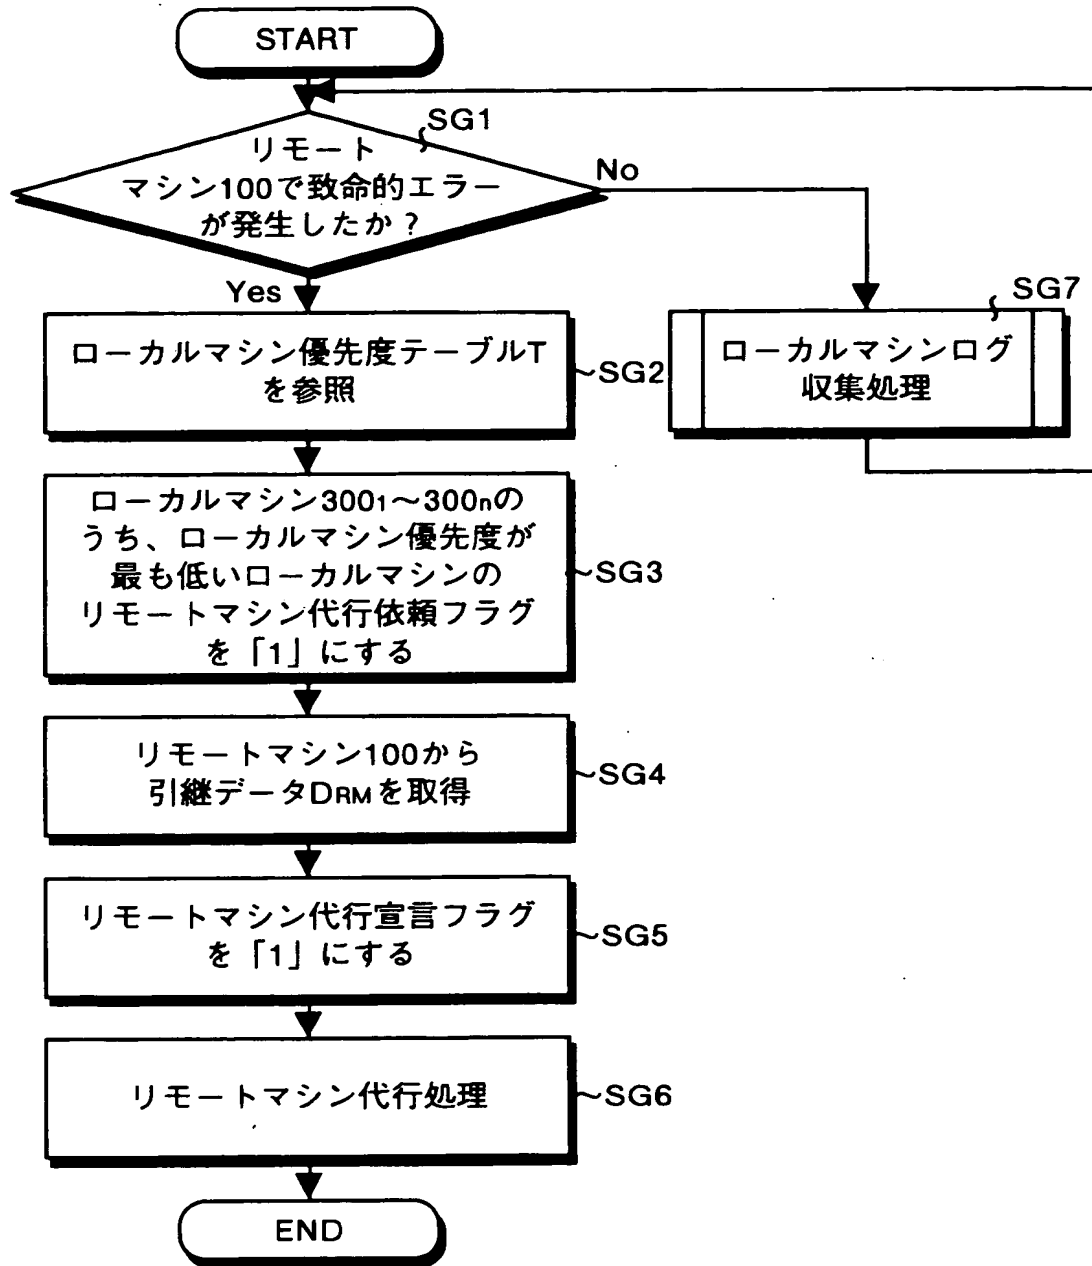 START
SG1
リモート
マシン100で致命的エラー
が発生したか?
No
Yes
SG7
ローカルマシン優先度テーブルT
を参照
SG2
ローカルマシンログ
収集処理
ローカルマシン300₁~300nの
うち、ローカルマシン優先度が
最も低いローカルマシンの
リモートマシン代行依頼フラグ
を「1」にする
SG3
リモートマシン100から
引継データDRMを取得
SG4
リモートマシン代行宣言フラグ
を「1」にする
SG5
リモートマシン代行処理
SG6
END